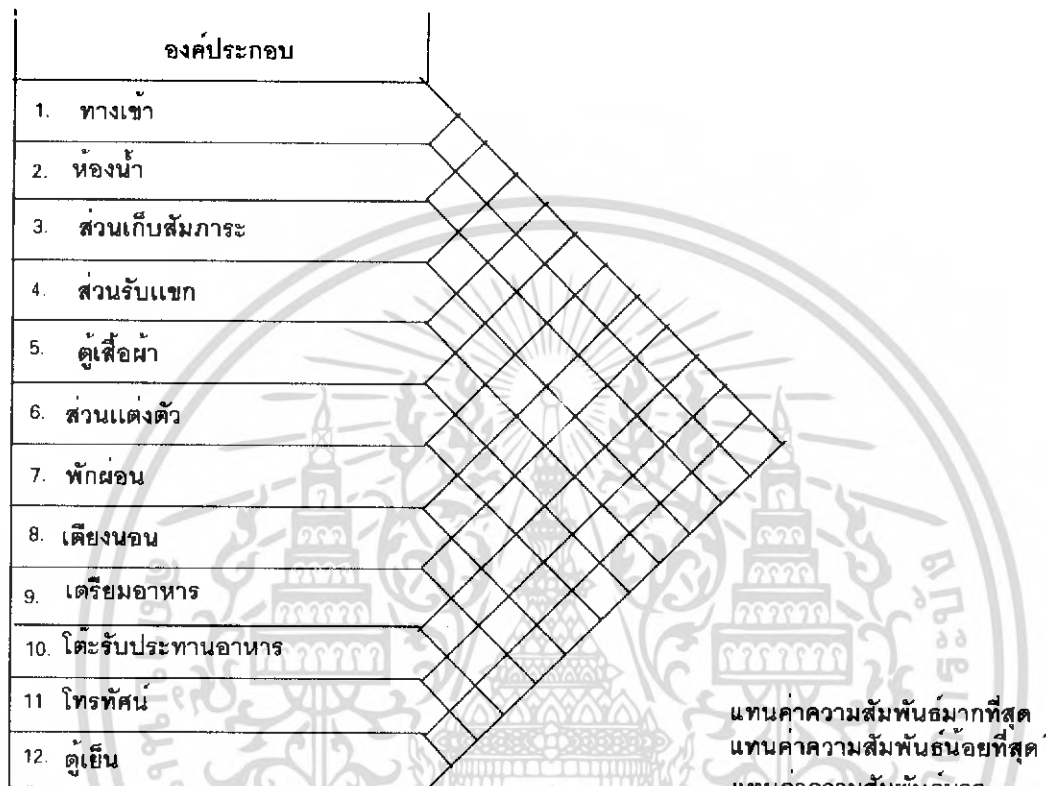 องค์ประกอบ
1. ทางเข้า
2. ห้องน้ำ
3. ส่วนเก็บสัมภาระ
4. ส่วนรับแขก
5. ตู้เสื้อผ้า
6. ส่วนแต่งตัว
7. พักผ่อน
8. เตียงนอน
9. เตรียมอาหาร
10. โต๊ะรับประทานอาหาร
11 โทรทัศน์
12. ตู้เย็น
แทนค่าความสัมพันธ์มากที่สุด
แทนค่าความสัมพันธ์น้อยที่สุด